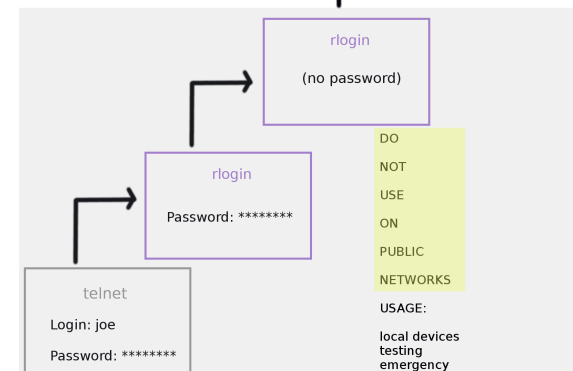 rlogin
(no password)
rlogin
Password: ********
telnet
Login: joe
Password: ********
DO
NOT
USE
ON
PUBLIC
NETWORKS
USAGE:
local devices
testing
emergency